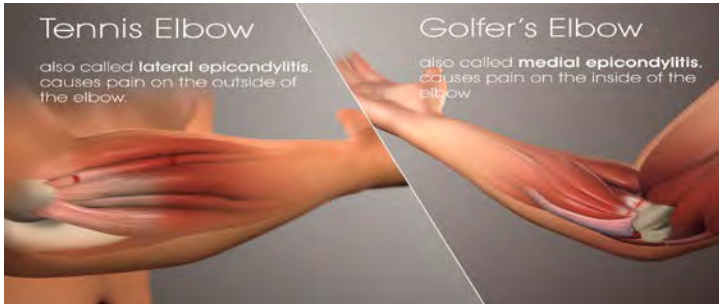 Tennis Elbow
also called lateral epicondylitis,
causes pain on the outside of
the elbow.
Golfer's Elbow
also called medial epicondylitis,
causes pain on the inside of the
elbow